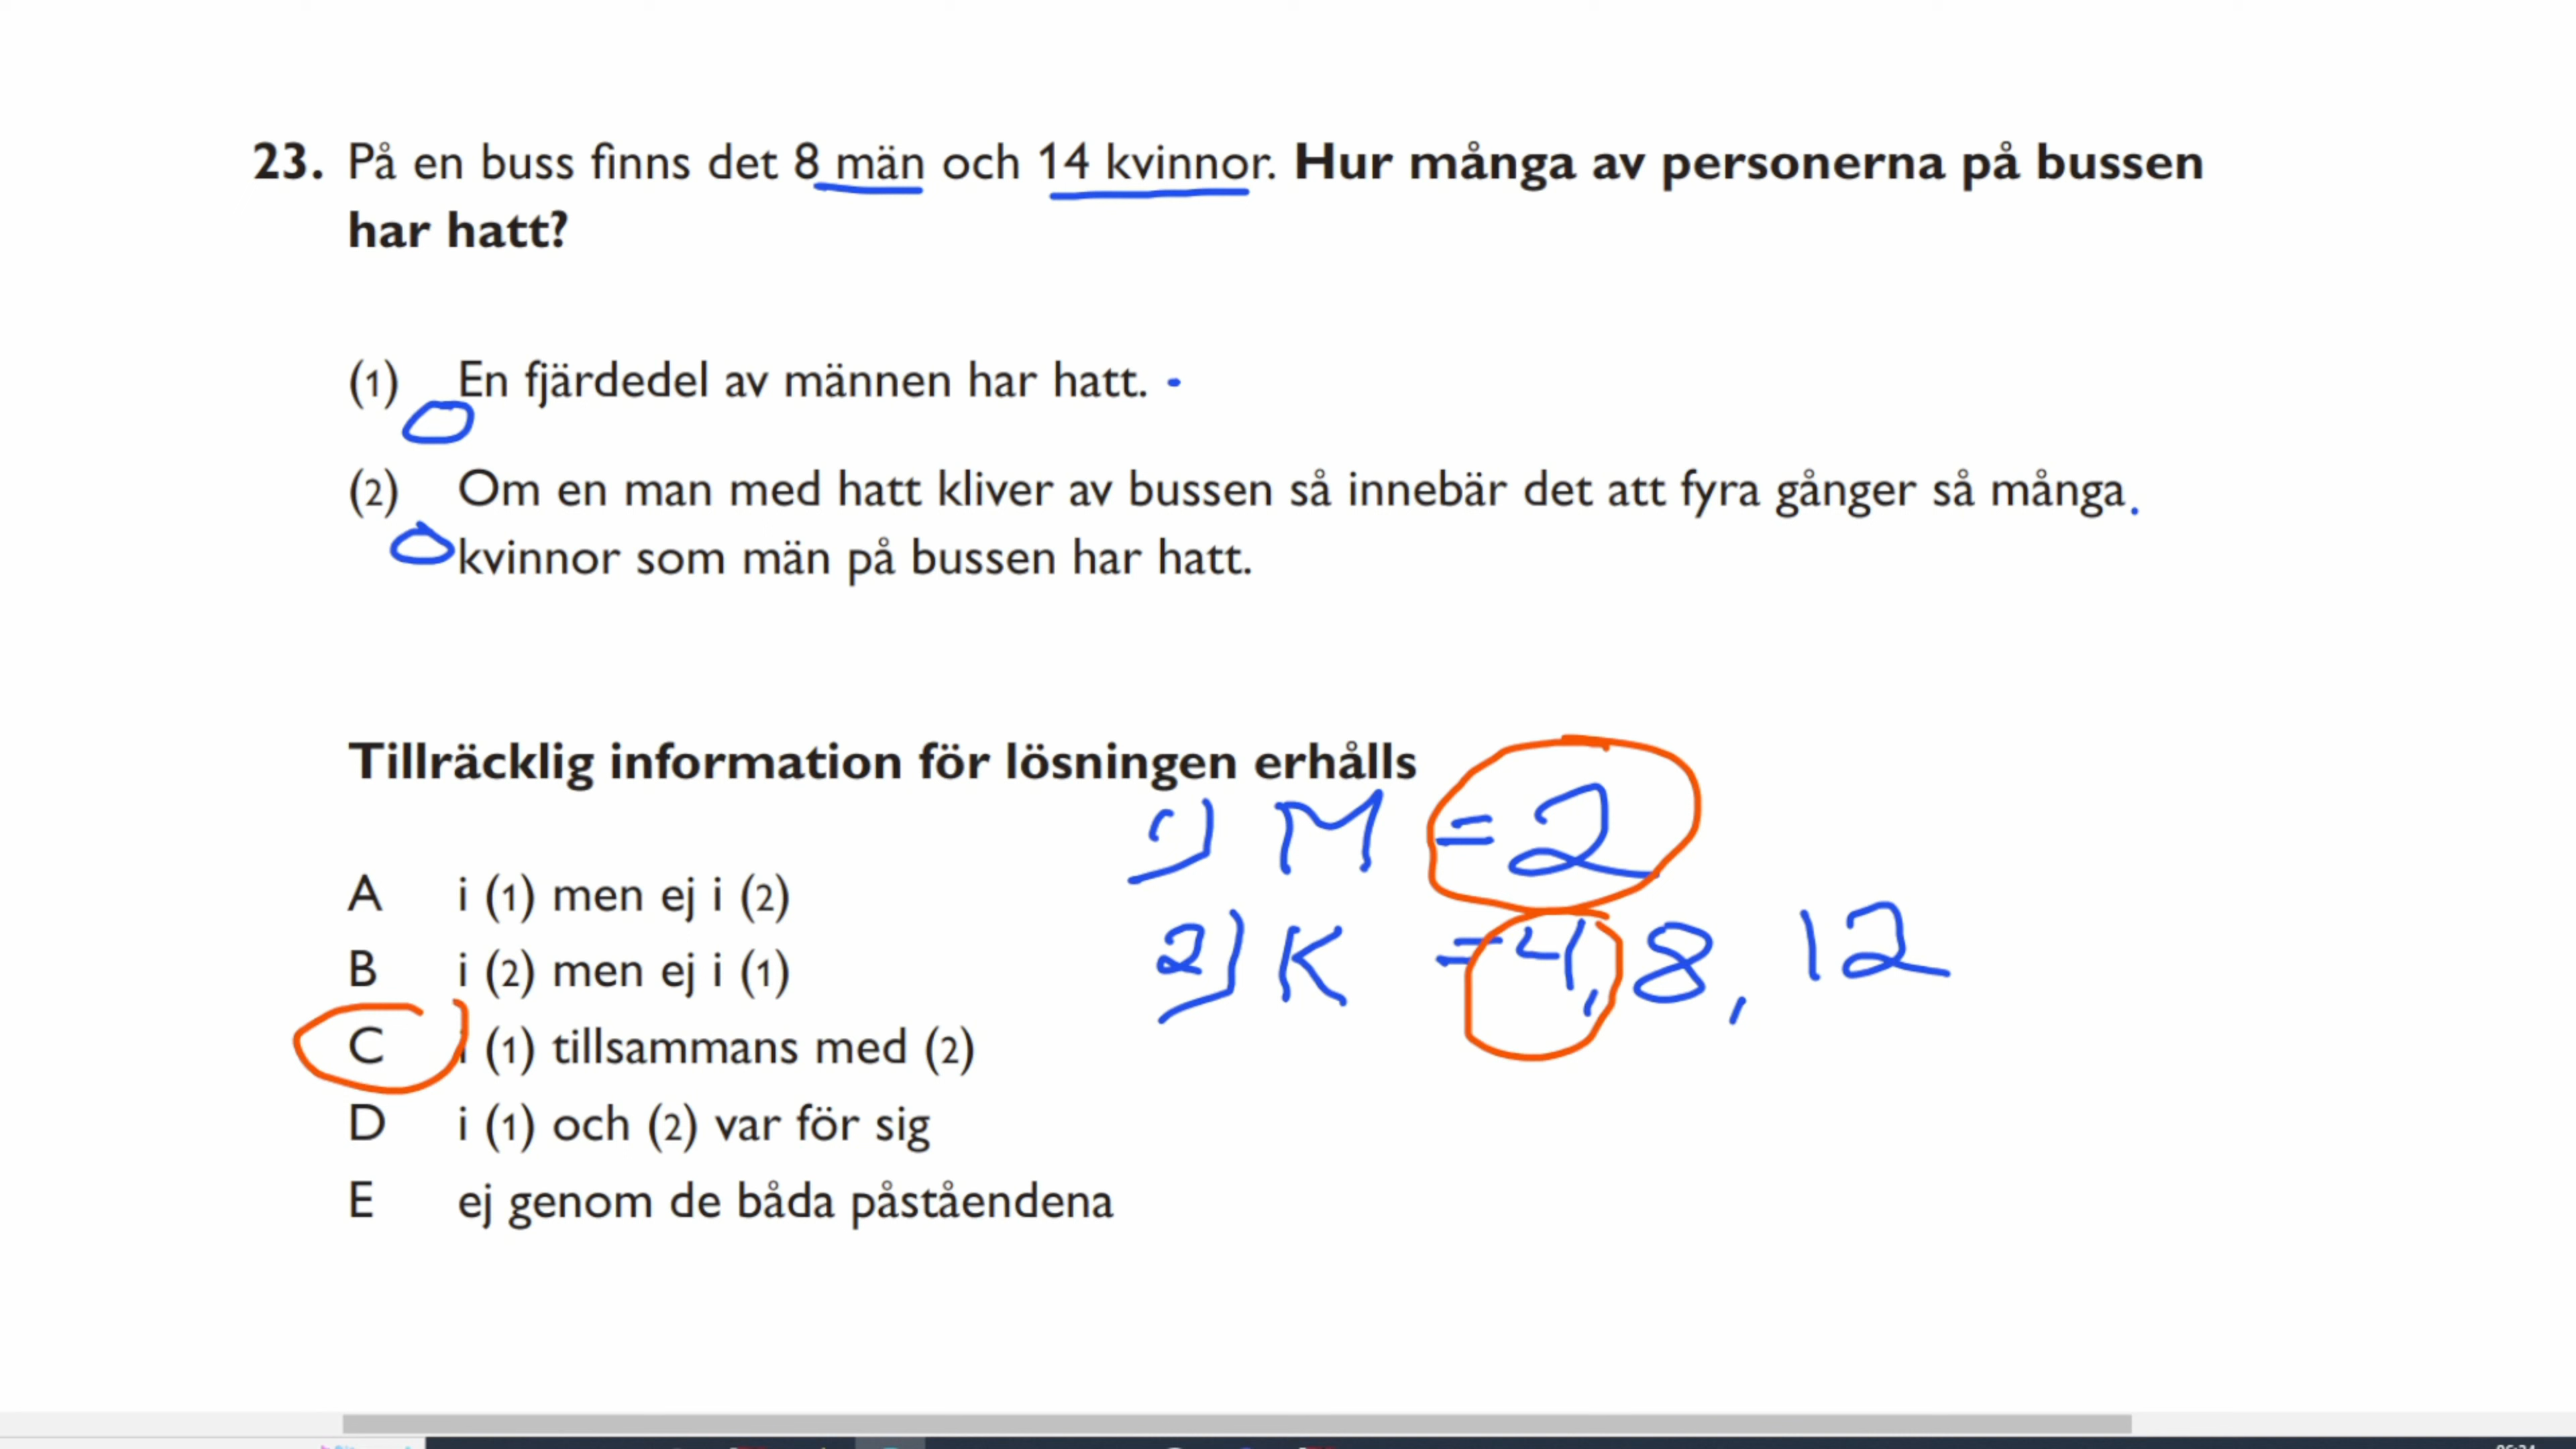 23. På en buss finns det 8 män och 14 kvinnor. Hur många av personerna på bussen
har hatt?
(1) En fjärdedel av männen har hatt.
(2) Om en man med hatt kliver av bussen så innebär det att fyra gånger så många
kvinnor som män på bussen har hatt.
Tillräcklig information för lösningen erhålls
1) M = 2
2) K = 4, 8, 12
A i (1) men ej i (2)
B i (2) men ej i (1)
C i (1) tillsammans med (2)
D i (1) och (2) var för sig
E ej genom de båda påståendena